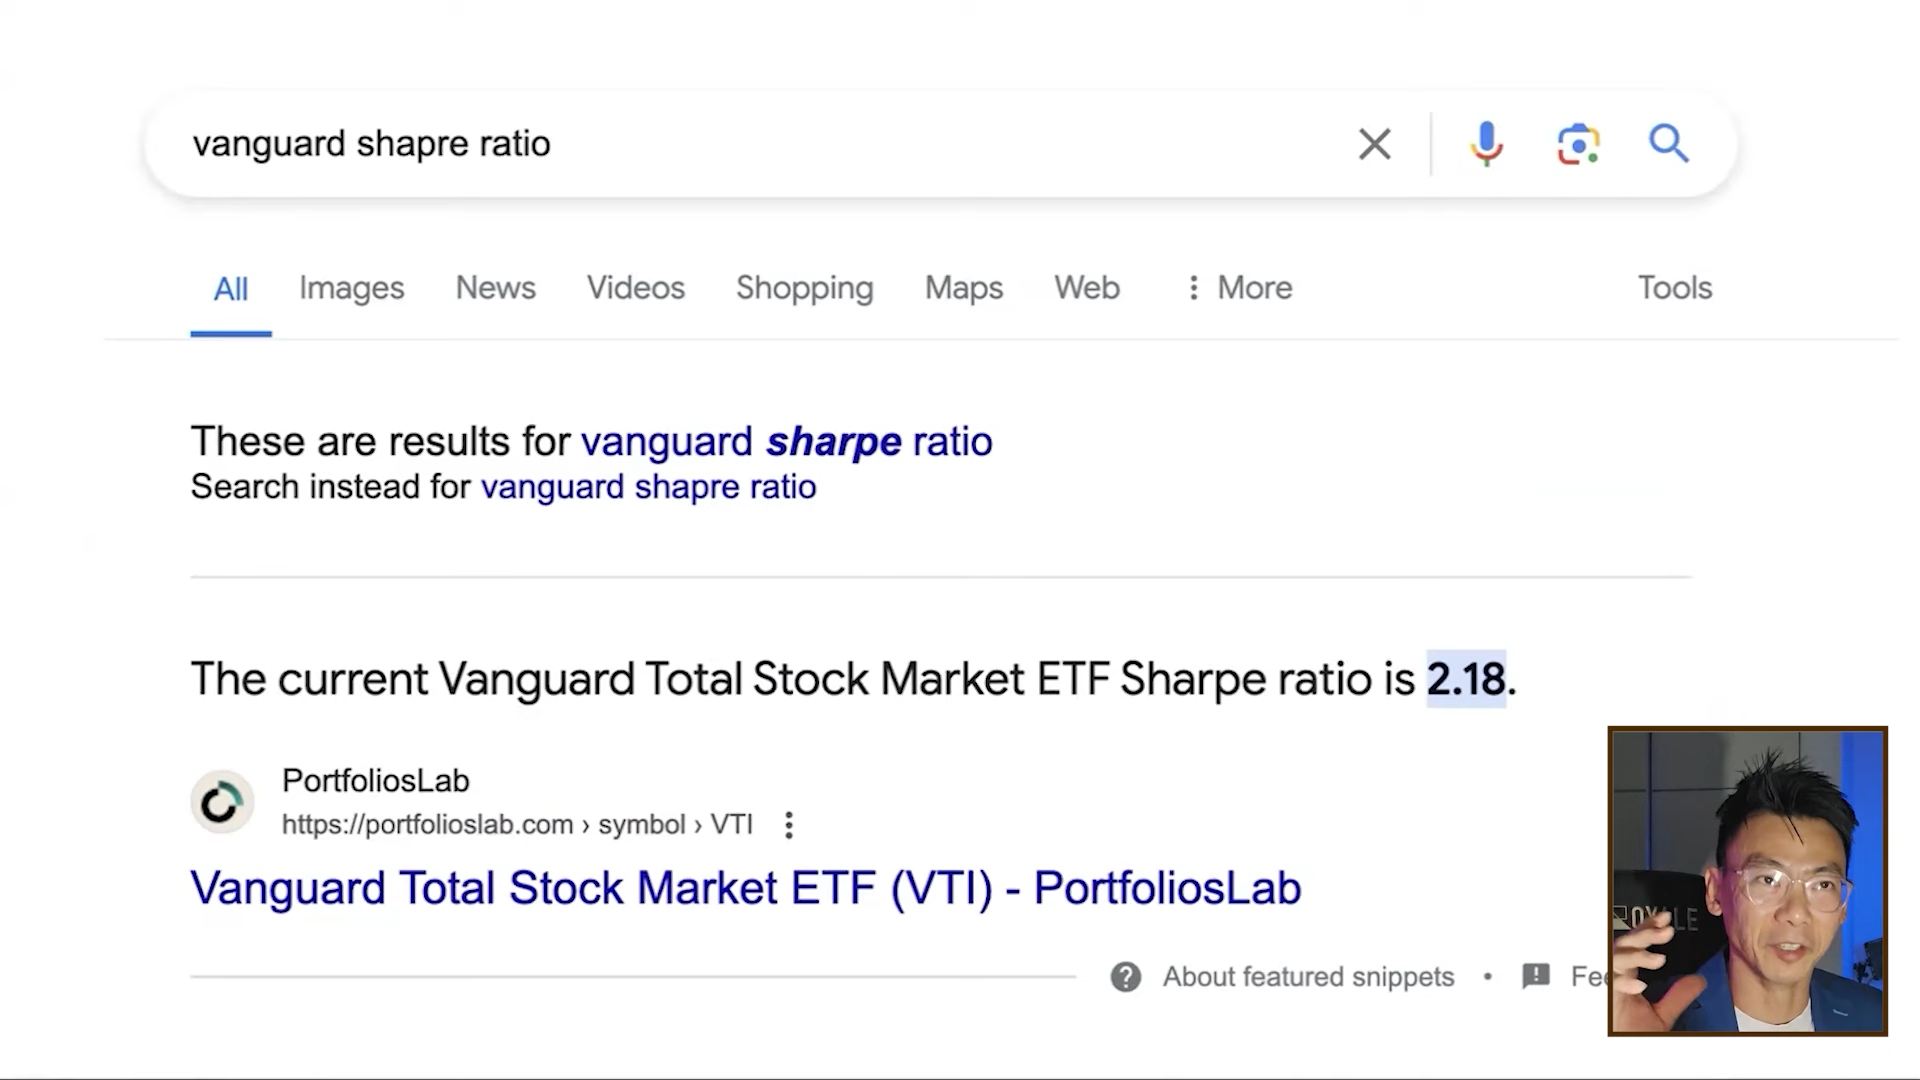 vanguard shapre ratio
All Images News Videos Shopping Maps Web More Tools
These are results for vanguard sharpe ratio
Search instead for vanguard shapre ratio
The current Vanguard Total Stock Market ETF Sharpe ratio is 2.18.
PortfoliosLab
https://portfolioslab.com › symbol › VTI
Vanguard Total Stock Market ETF (VTI) - PortfoliosLab
About featured snippets •